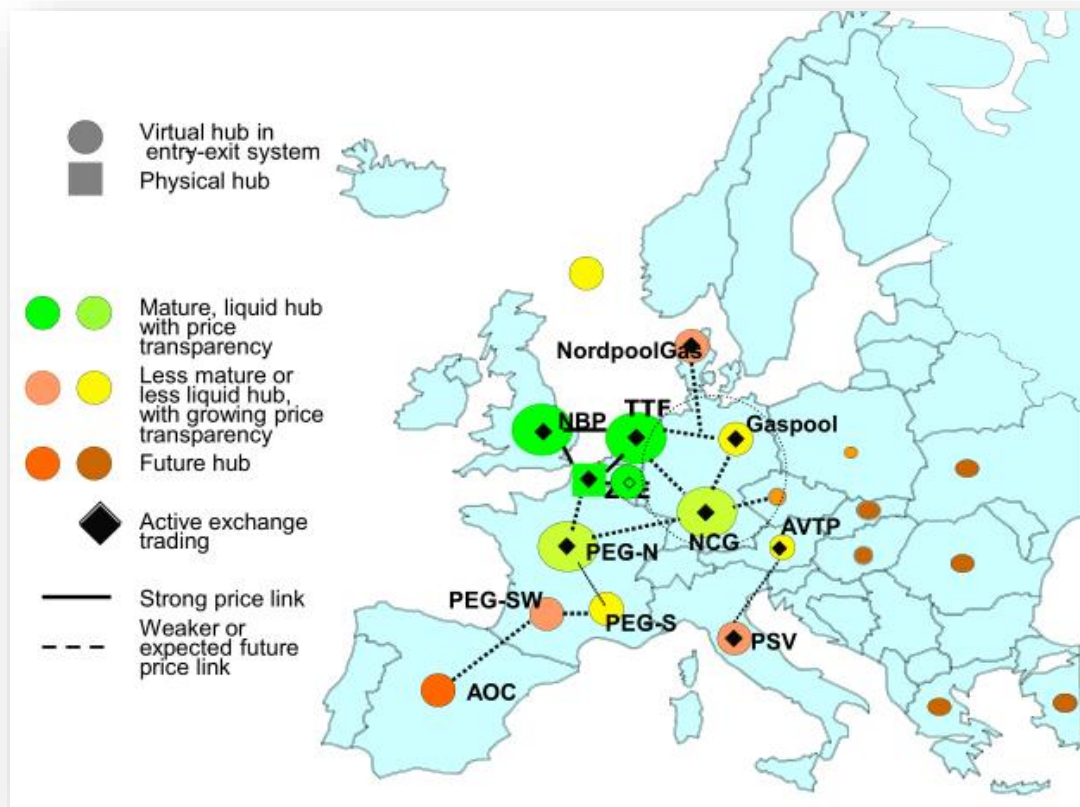 Virtual hub in
entry-exit system
Physical hub
Mature, liquid hub
with price
transparency
Less mature or
less liquid hub,
with growing price
transparency
Future hub
Active exchange
trading
Strong price link
Weaker or
expected future
price link
NordpoolGas
NBP
TTF
Gaspool
NCG
AVTP
PEG-N
PEG-SW
PEG-S
PSV
AOC